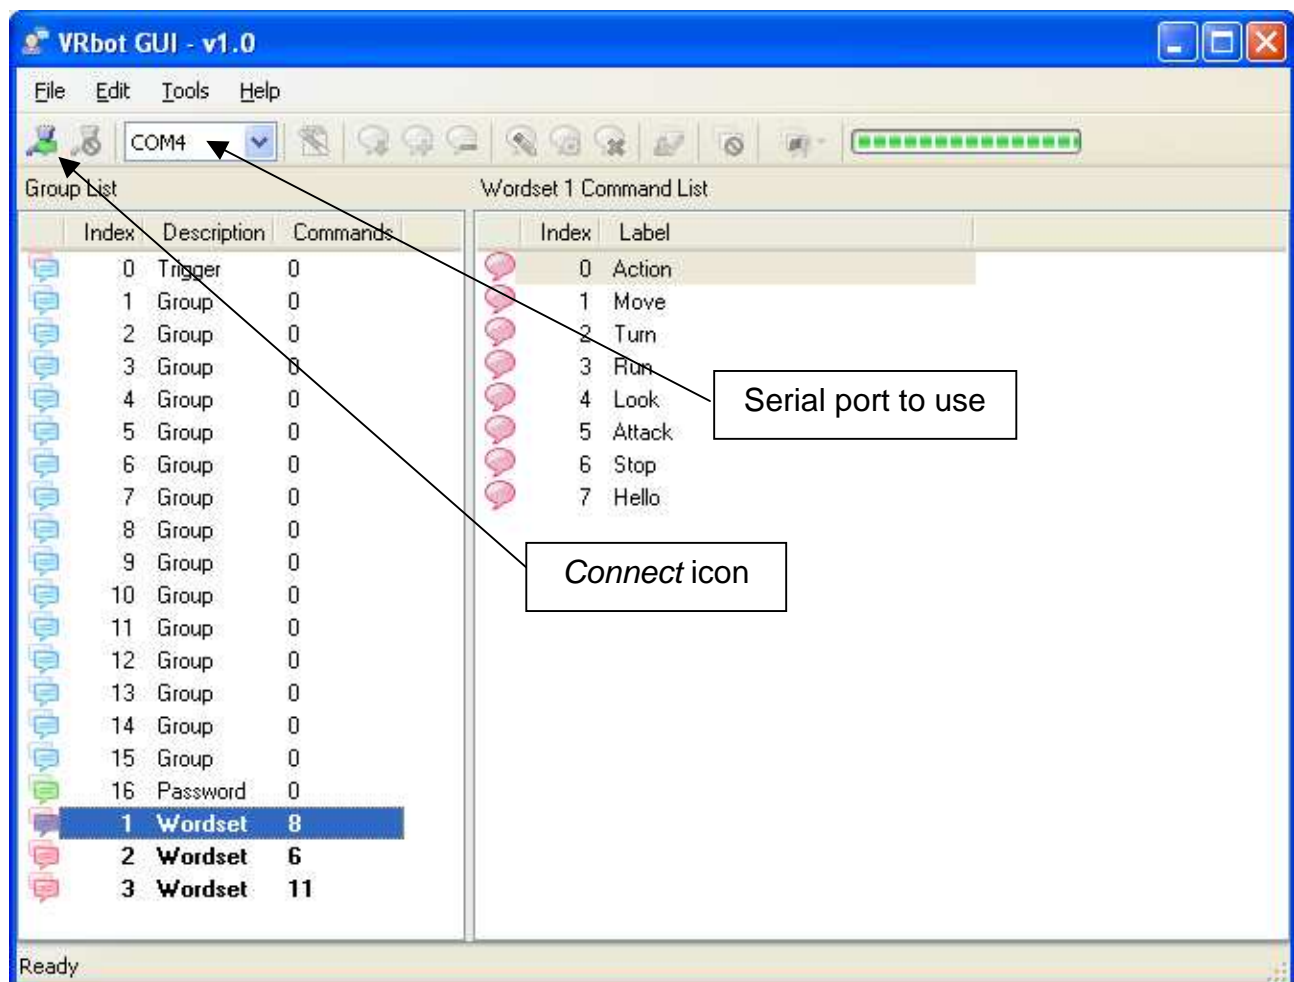 VRbot GUI - v1.0
File Edit Tools Help
COM4
Group List
Index Description Commands
0 Trigger 0
1 Group 0
2 Group 0
3 Group 0
4 Group 0
5 Group 0
6 Group 0
7 Group 0
8 Group 0
9 Group 0
10 Group 0
11 Group 0
12 Group 0
13 Group 0
14 Group 0
15 Group 0
16 Password 0
1 Wordset 8
2 Wordset 6
3 Wordset 11
Wordset 1 Command List
Index Label
0 Action
1 Move
2 Turn
3 Run
4 Look
5 Attack
6 Stop
7 Hello
Serial port to use
Connect icon
Ready